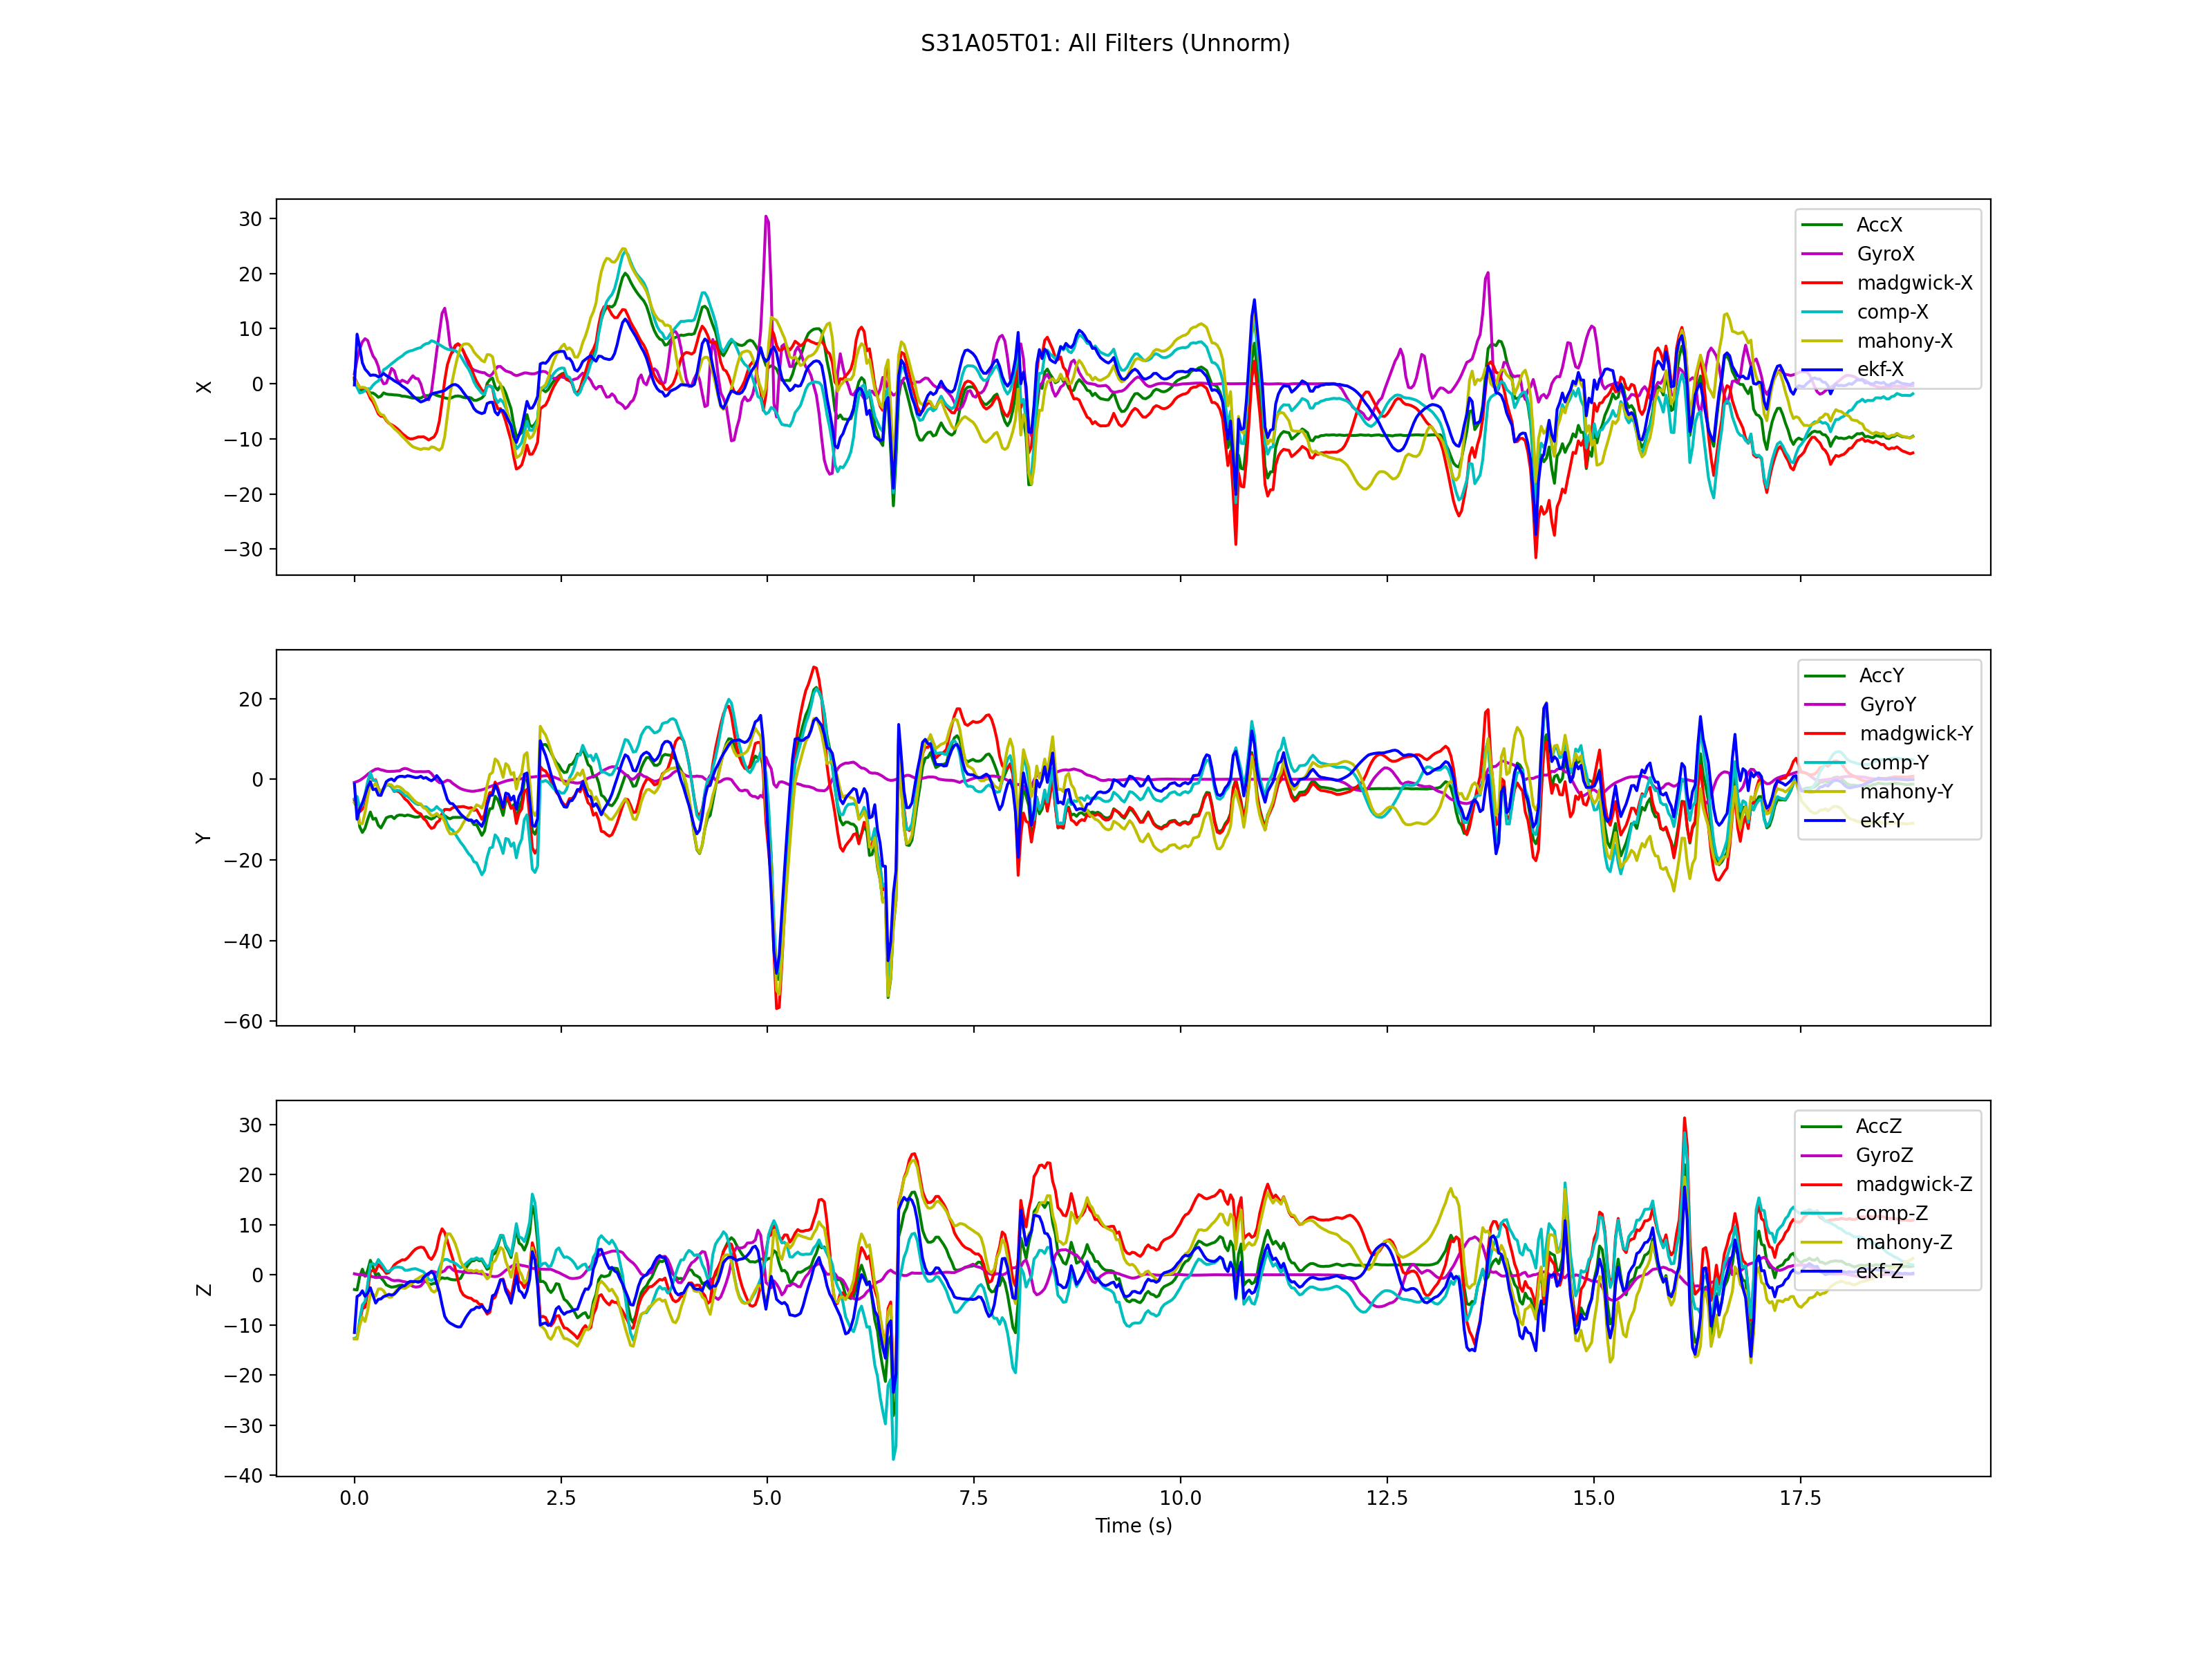 S31A05T01: All Filters (Unnorm)
30
20
10
0
−10
−20
−30
X
AccX
GyroX
madgwick-X
comp-X
mahony-X
ekf-X
20
0
−20
−40
−60
Y
AccY
GyroY
madgwick-Y
comp-Y
mahony-Y
ekf-Y
30
20
10
0
−10
−20
−30
−40
Z
AccZ
GyroZ
madgwick-Z
comp-Z
mahony-Z
ekf-Z
0.0 2.5 5.0 7.5 10.0 12.5 15.0 17.5
Time (s)